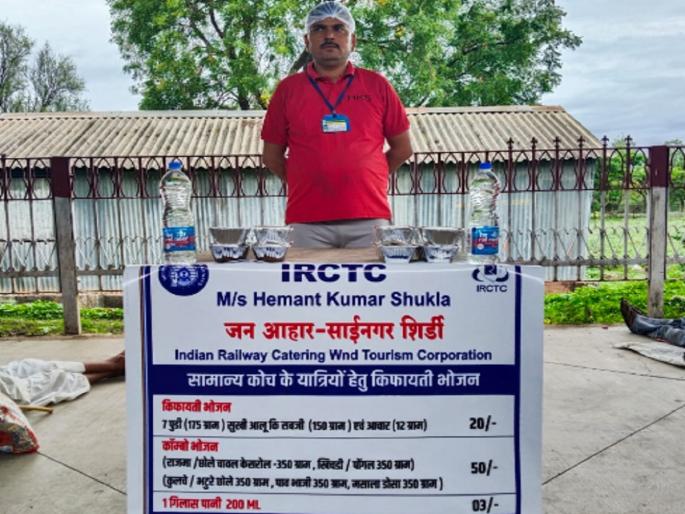 HKS
IRCTC
M/s Hemant Kumar Shukla
IRCTC
जन आहार-साईनगर शिर्डी
Indian Railway Catering Wnd Tourism Corporation
सामान्य कोच के यात्रियों हेतु किफायती भोजन
किफायती भोजन
7 पुडी (175 ग्राम) सुखी आलू कि सबजी (150 ग्राम) एवं आचार (12 ग्राम) 20/-
कॉम्बो भोजन
(राजमा/छोले चावल केसरोल -350 ग्राम, खिचडी / पोंगल 350 ग्राम) 50/-
(कुलचे / भटुरे छोले 350 ग्राम, पाव भाजी 350 ग्राम, मसाला डोसा 350 ग्राम)
1 गिलास पानी 200 ML 03/-